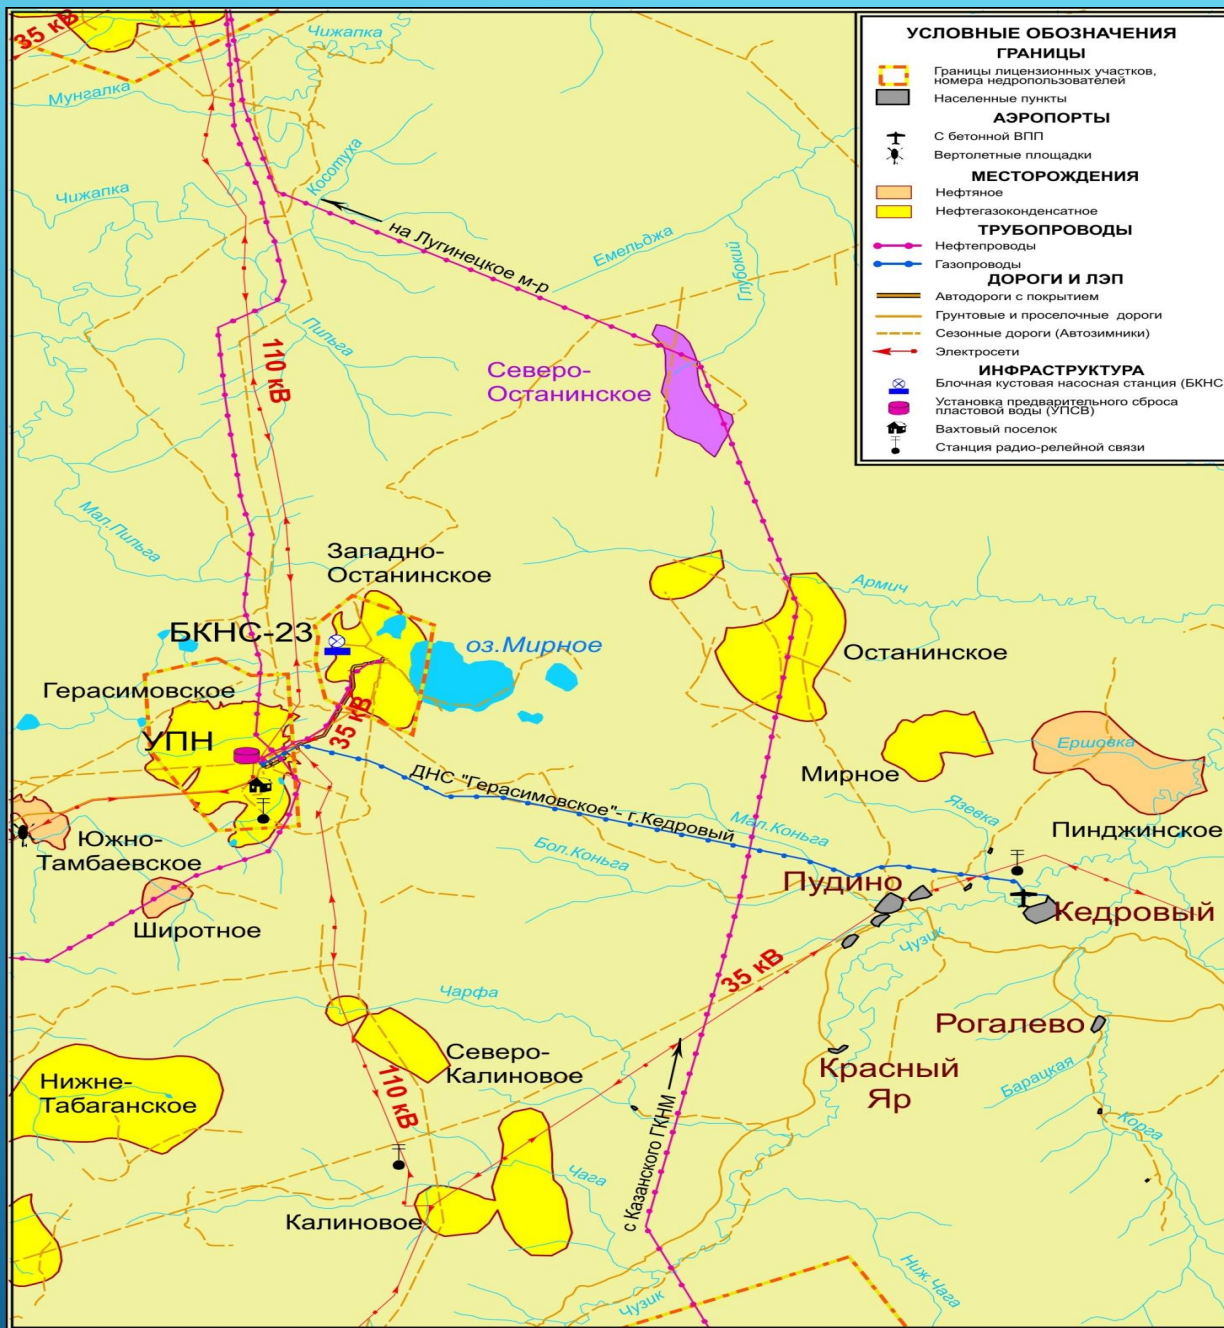 35 кВ
Чижапка
Мунгалка
Косотуха
Чижапка
на Лугинецкое м-р
Емельджа
Глубокий
Пильга
110 кВ
Северо-
Останинское
Мал.Пильга
Западно-
Останинское
Армич
БКНС-23
оз.Мирное
Останинское
Герасимовское
УПН
35 кВ
Ершовка
Мирное
ДНС "Герасимовское"- г.Кедровый
Мал.Коньга
Язевка
Пинджинское
Южно-
Тамбаевское
Бол.Коньга
Пудино
Кедровый
Широтное
Чузик
35 кВ
Чарфа
Рогалево
Северо-
Калиновое
Красный
Яр
Барацкая
Нижне-
Табаганское
110 кВ
Корга
с Казанского ГКНМ
Чага
Калиновое
Ниж.Чага
Чузик
УСЛОВНЫЕ ОБОЗНАЧЕНИЯ
ГРАНИЦЫ
Границы лицензионных участков,
номера недропользователей
Населенные пункты
АЭРОПОРТЫ
С бетонной ВПП
Вертолетные площадки
МЕСТОРОЖДЕНИЯ
Нефтяное
Нефтегазоконденсатное
ТРУБОПРОВОДЫ
Нефтепроводы
Газопроводы
ДОРОГИ И ЛЭП
Автодороги с покрытием
Грунтовые и проселочные дороги
Сезонные дороги (Автозимники)
Электросети
ИНФРАСТРУКТУРА
Блочная кустовая насосная станция (БКНС
Установка предварительного сброса
пластовой воды (УПСВ)
Вахтовый поселок
Станция радио-релейной связи